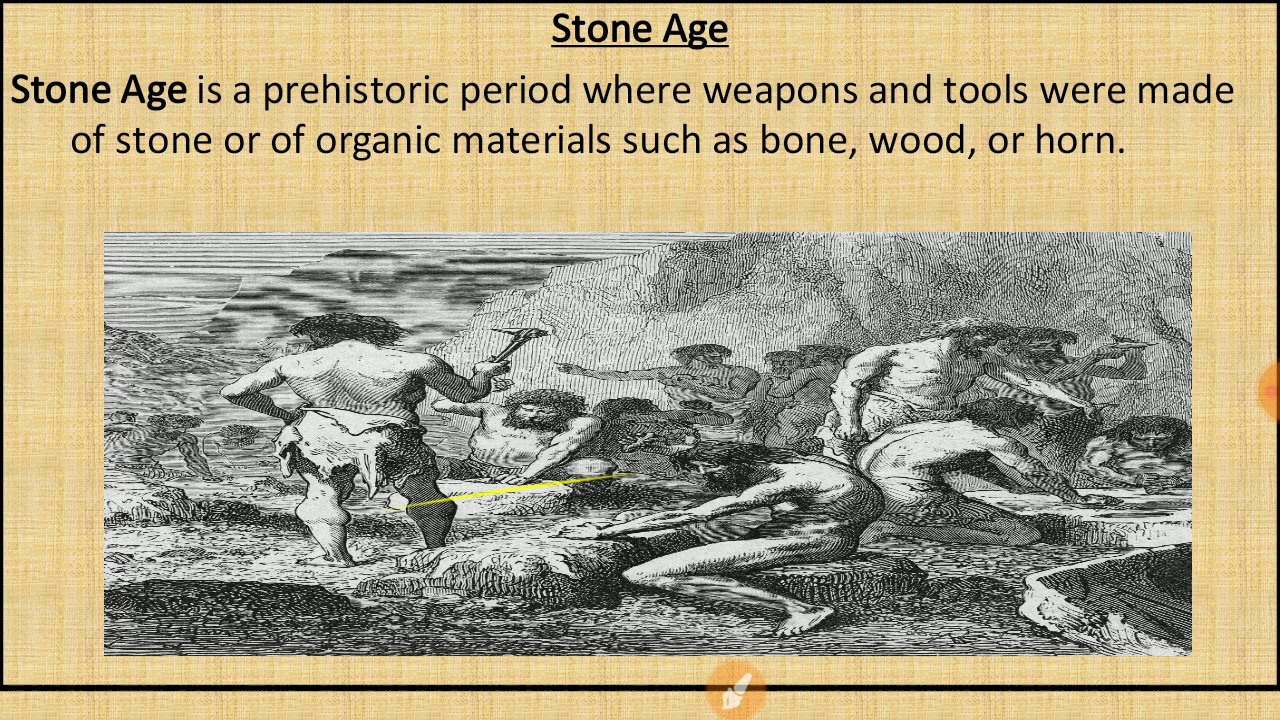 Stone Age
Stone Age is a prehistoric period where weapons and tools were made
of stone or of organic materials such as bone, wood, or horn.